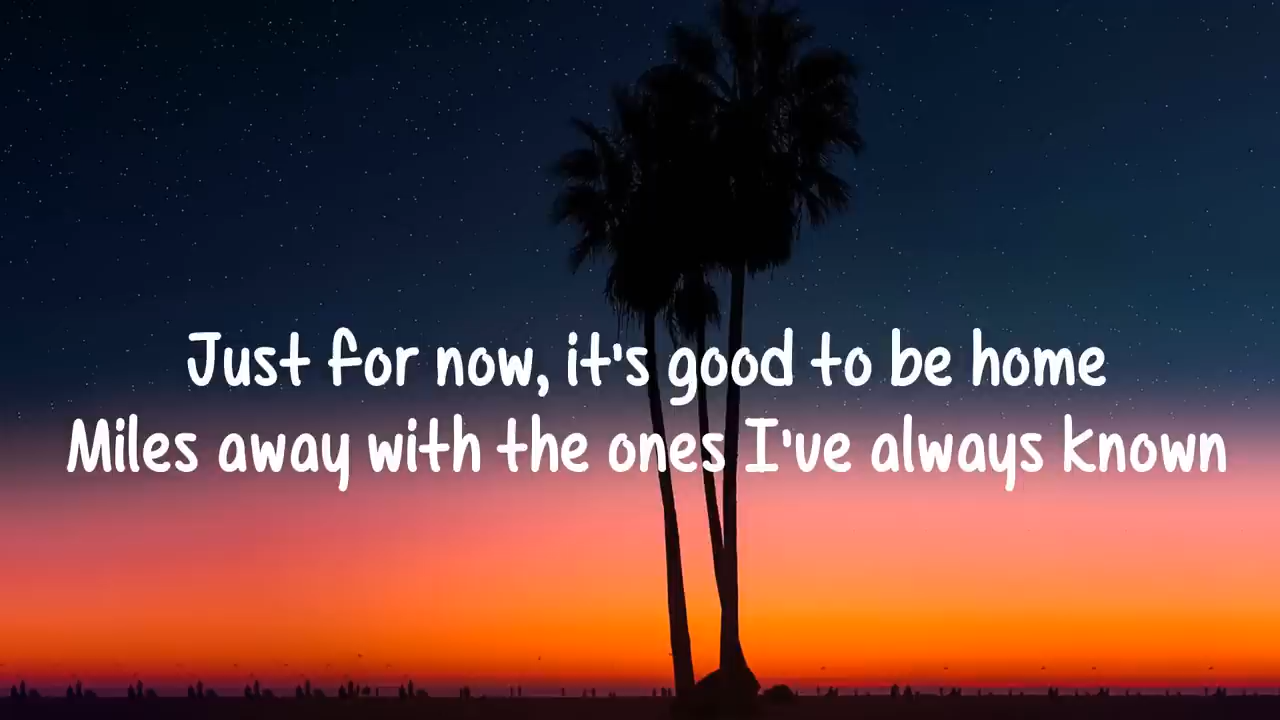 Just for now, it's good to be home
Miles away with the ones I've always known